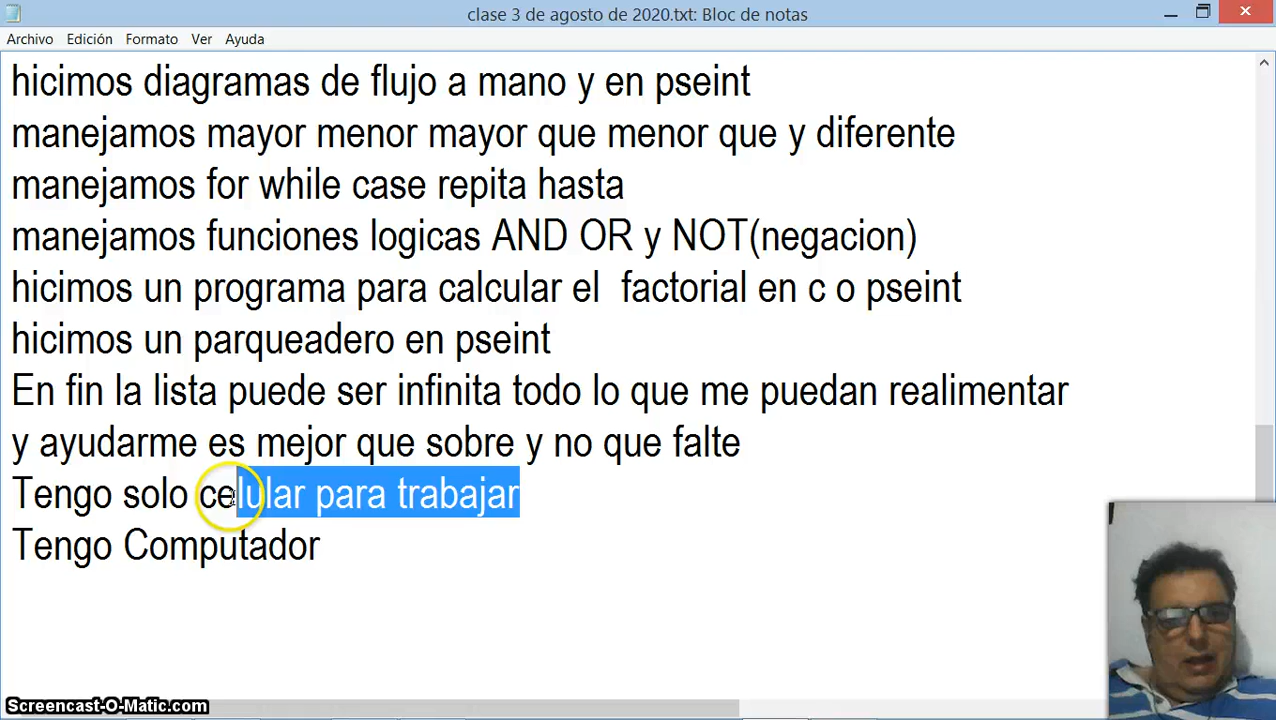 clase 3 de agosto de 2020.txt: Bloc de notas
Archivo Edición Formato Ver Ayuda
hicimos diagramas de flujo a mano y en pseint
manejamos mayor menor mayor que menor que y diferente
manejamos for while case repita hasta
manejamos funciones logicas AND OR y NOT(negacion)
hicimos un programa para calcular el  factorial en c o pseint
hicimos un parqueadero en pseint
En fin la lista puede ser infinita todo lo que me puedan realimentar
y ayudarme es mejor que sobre y no que falte
Tengo solo celular para trabajar
Tengo Computador
Screencast-O-Matic.com